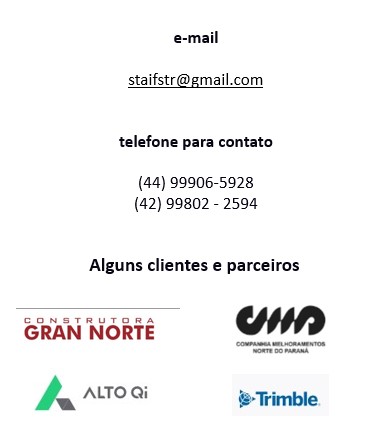 e-mail
staifstr@gmail.com
telefone para contato
(44) 99906-5928
(42) 99802 - 2594
Alguns clientes e parceiros
CONSTRUTORA
GRAN NORTE
CMNP
COMPANHIA MELHORAMENTOS
NORTE DO PARANÁ
ALTO Qi
Trimble